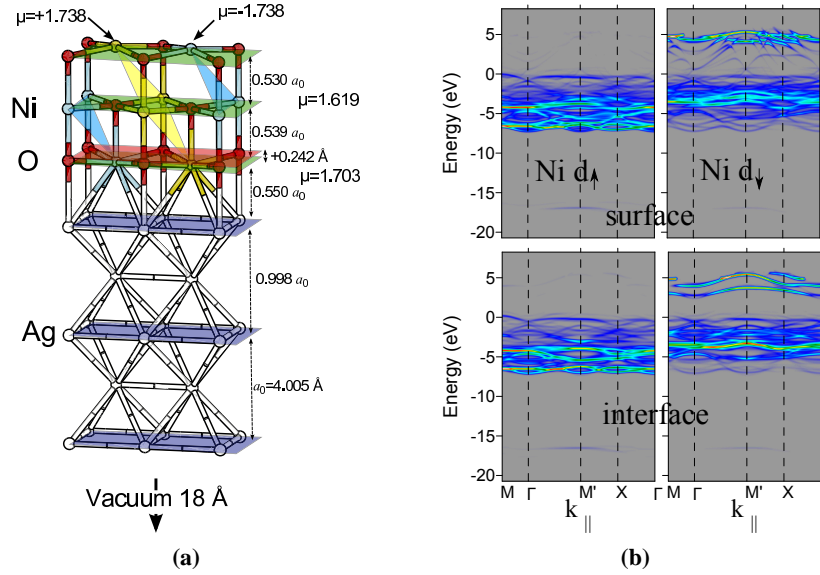 μ=+1.738
μ=-1.738
0.530 a₀
Ni
μ=1.619
0.539 a₀
O
+0.242 Å
μ=1.703
0.550 a₀
0.998 a₀
Ag
a₀=4.005 Å
Vacuum 18 Å
(a)
Energy (eV)
5
0
-5
-10
-15
-20
Ni d↑
Ni d↓
surface
Energy (eV)
5
0
-5
-10
-15
-20
interface
M Γ M' X Γ M Γ M' X
k || k ||
(b)